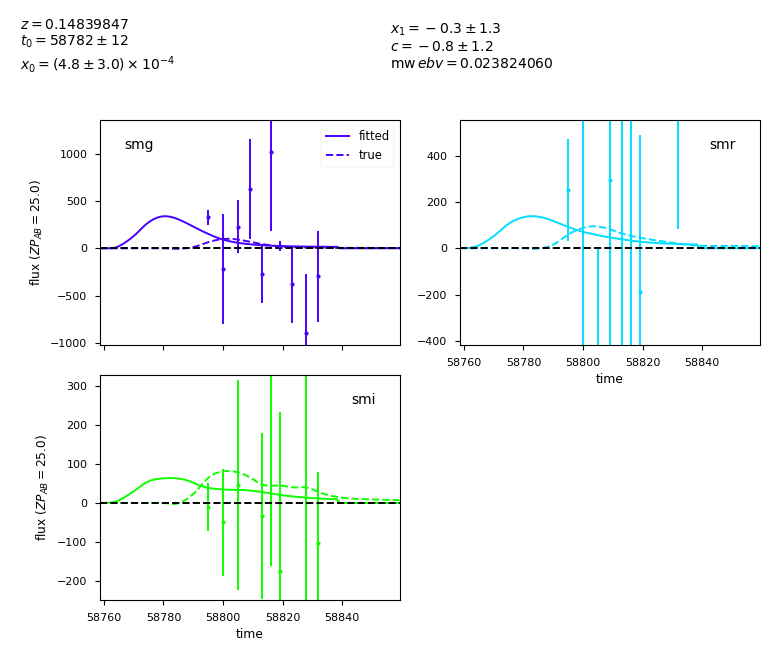 z = 0.14839847
t₀ = 58782 ± 12
x₀ = (4.8 ± 3.0) × 10⁻⁴
x₁ = −0.3 ± 1.3
c = −0.8 ± 1.2
mw ebv = 0.023824060
smg
fitted
true
1000
500
0
−500
−1000
flux (ZP_AB = 25.0)
smr
400
200
0
−200
−400
58760 58780 58800 58820 58840
time
smi
300
200
100
0
−100
−200
flux (ZP_AB = 25.0)
58760 58780 58800 58820 58840
time